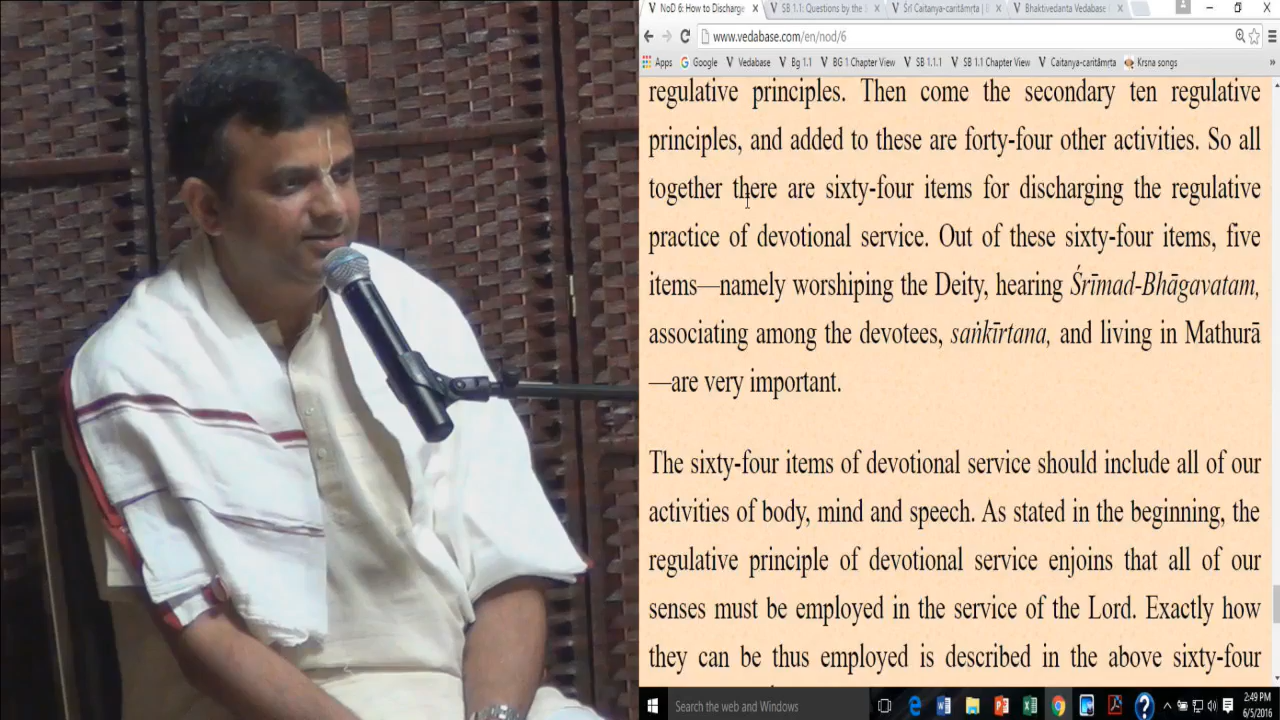 NoD 6: How to Discharge
SB 1.1: Questions by the
Śrī Caitanya-caritāmṛta |
Bhaktivedanta Vedabase
www.vedabase.com/en/nod/6
Apps Google Vedabase Bg 1.1 BG 1 Chapter View SB 1.1.1 SB 1.1 Chapter View Caitanya-caritāmṛta Krsna songs »
regulative principles. Then come the secondary ten regulative
principles, and added to these are forty-four other activities. So all
together there are sixty-four items for discharging the regulative
practice of devotional service. Out of these sixty-four items, five
items—namely worshiping the Deity, hearing Śrīmad-Bhāgavatam,
associating among the devotees, saṅkīrtana, and living in Mathurā
—are very important.
The sixty-four items of devotional service should include all of our
activities of body, mind and speech. As stated in the beginning, the
regulative principle of devotional service enjoins that all of our
senses must be employed in the service of the Lord. Exactly how
they can be thus employed is described in the above sixty-four
Search the web and Windows
2:49 PM
6/5/2016